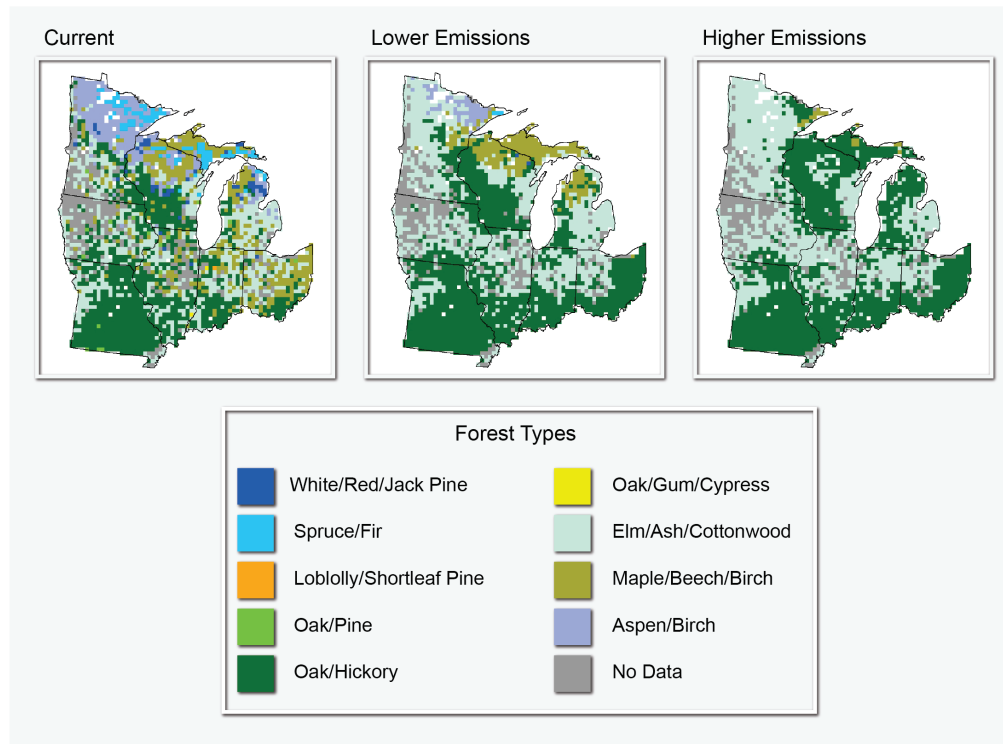 Current
Lower Emissions
Higher Emissions
Forest Types
White/Red/Jack Pine
Spruce/Fir
Loblolly/Shortleaf Pine
Oak/Pine
Oak/Hickory
Oak/Gum/Cypress
Elm/Ash/Cottonwood
Maple/Beech/Birch
Aspen/Birch
No Data